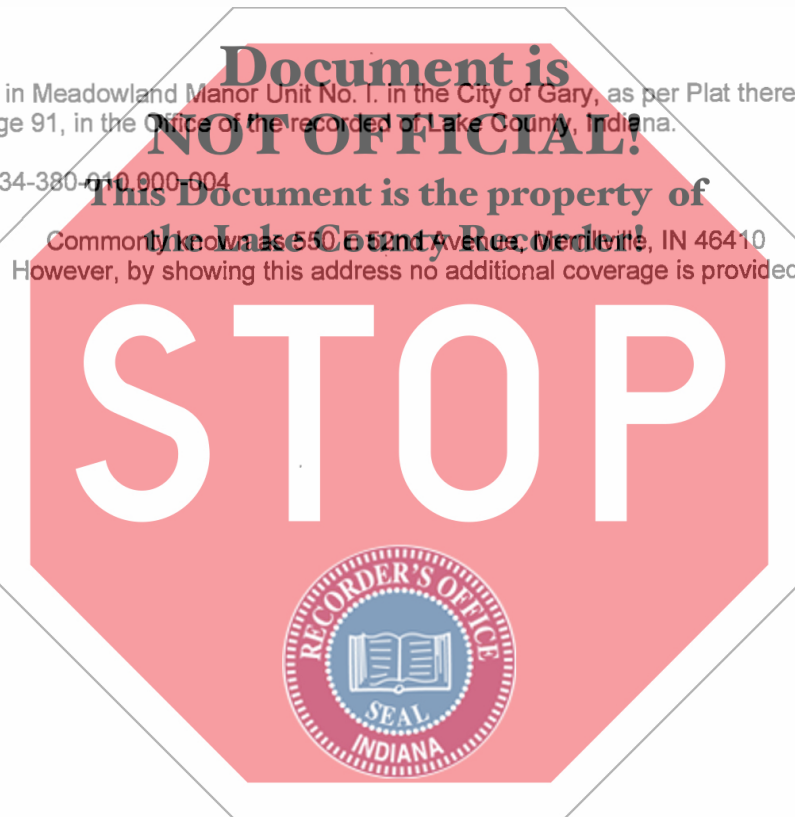 Document is
in Meadowland Manor Unit No. 1. in the City of Gary, as per Plat there
ge 91, in the Office of the recorded of Lake County, Indiana.
NOT OFFICIAL!
34-380-010.000-004
This Document is the property of
the Lake County Recorder!
Commonly known as 550 E 52nd Avenue, Merrillville, IN 46410
However, by showing this address no additional coverage is provided
STOP
RECORDER'S OFFICE
SEAL
INDIANA